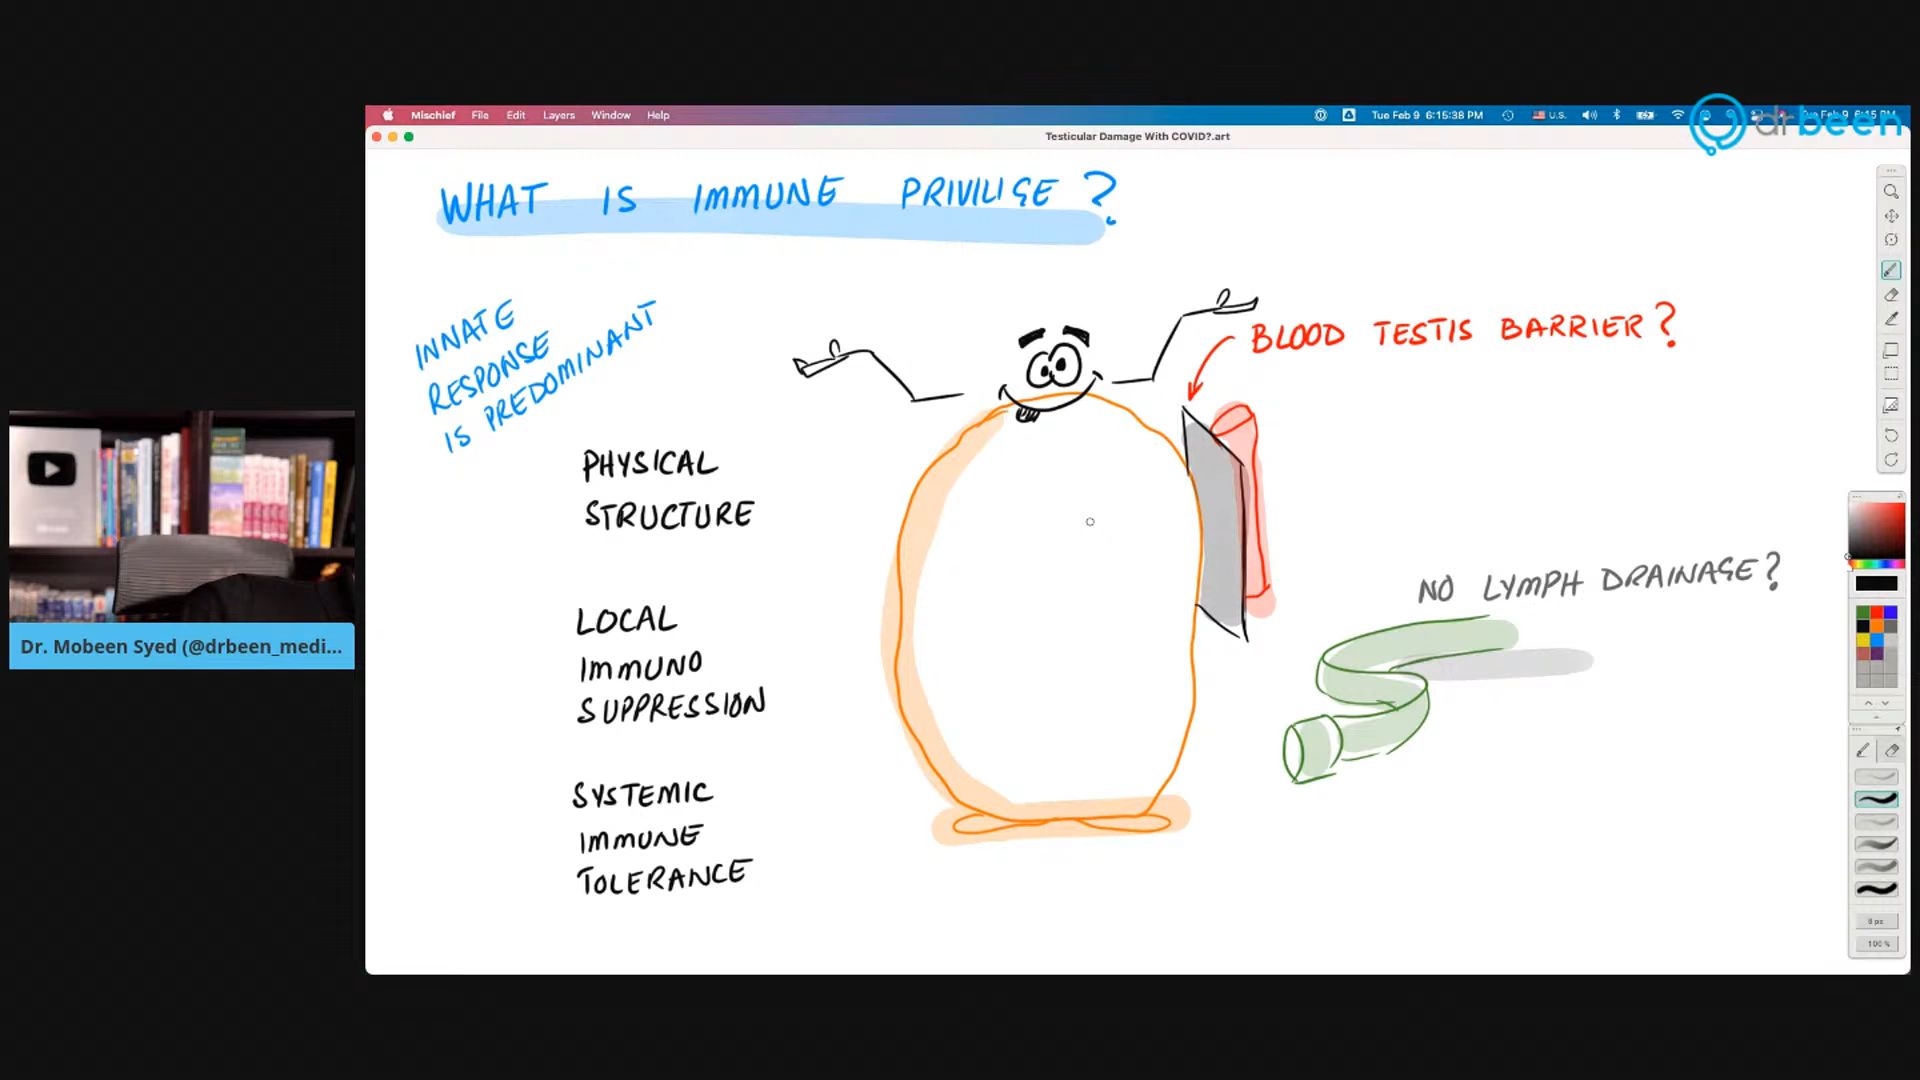 Mischief File Edit Layers Window Help
Tue Feb 9 6:15:38 PM
U.S.
drbeen
Testicular Damage With COVID?.art
WHAT IS IMMUNE PRIVILIGE?
INNATE
RESPONSE
IS PREDOMINANT
BLOOD TESTIS BARRIER?
PHYSICAL
STRUCTURE
NO LYMPH DRAINAGE?
LOCAL
IMMUNO
SUPPRESSION
Dr. Mobeen Syed (@drbeen_medi...
SYSTEMIC
IMMUNE
TOLERANCE
100 %